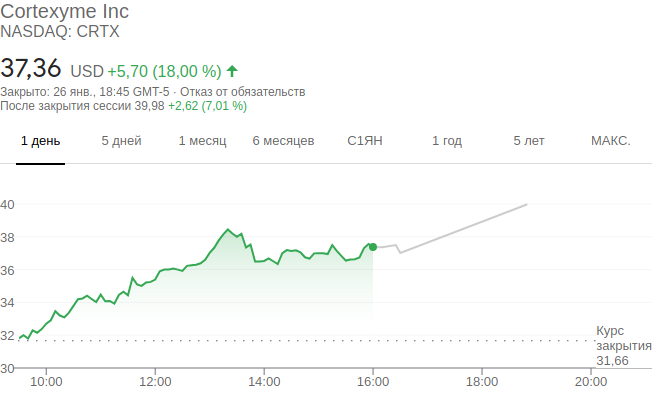 Cortexyme Inc
NASDAQ: CRTX
37,36 USD +5,70 (18,00 %)
Закрыто: 26 янв., 18:45 GMT-5 · Отказ от обязательств
После закрытия сессии 39,98 +2,62 (7,01 %)
1 день 5 дней 1 месяц 6 месяцев С1ЯН 1 год 5 лет МАКС.
40
38
36
34
32
30
Курс
закрытия
31,66
10:00 12:00 14:00 16:00 18:00 20:00